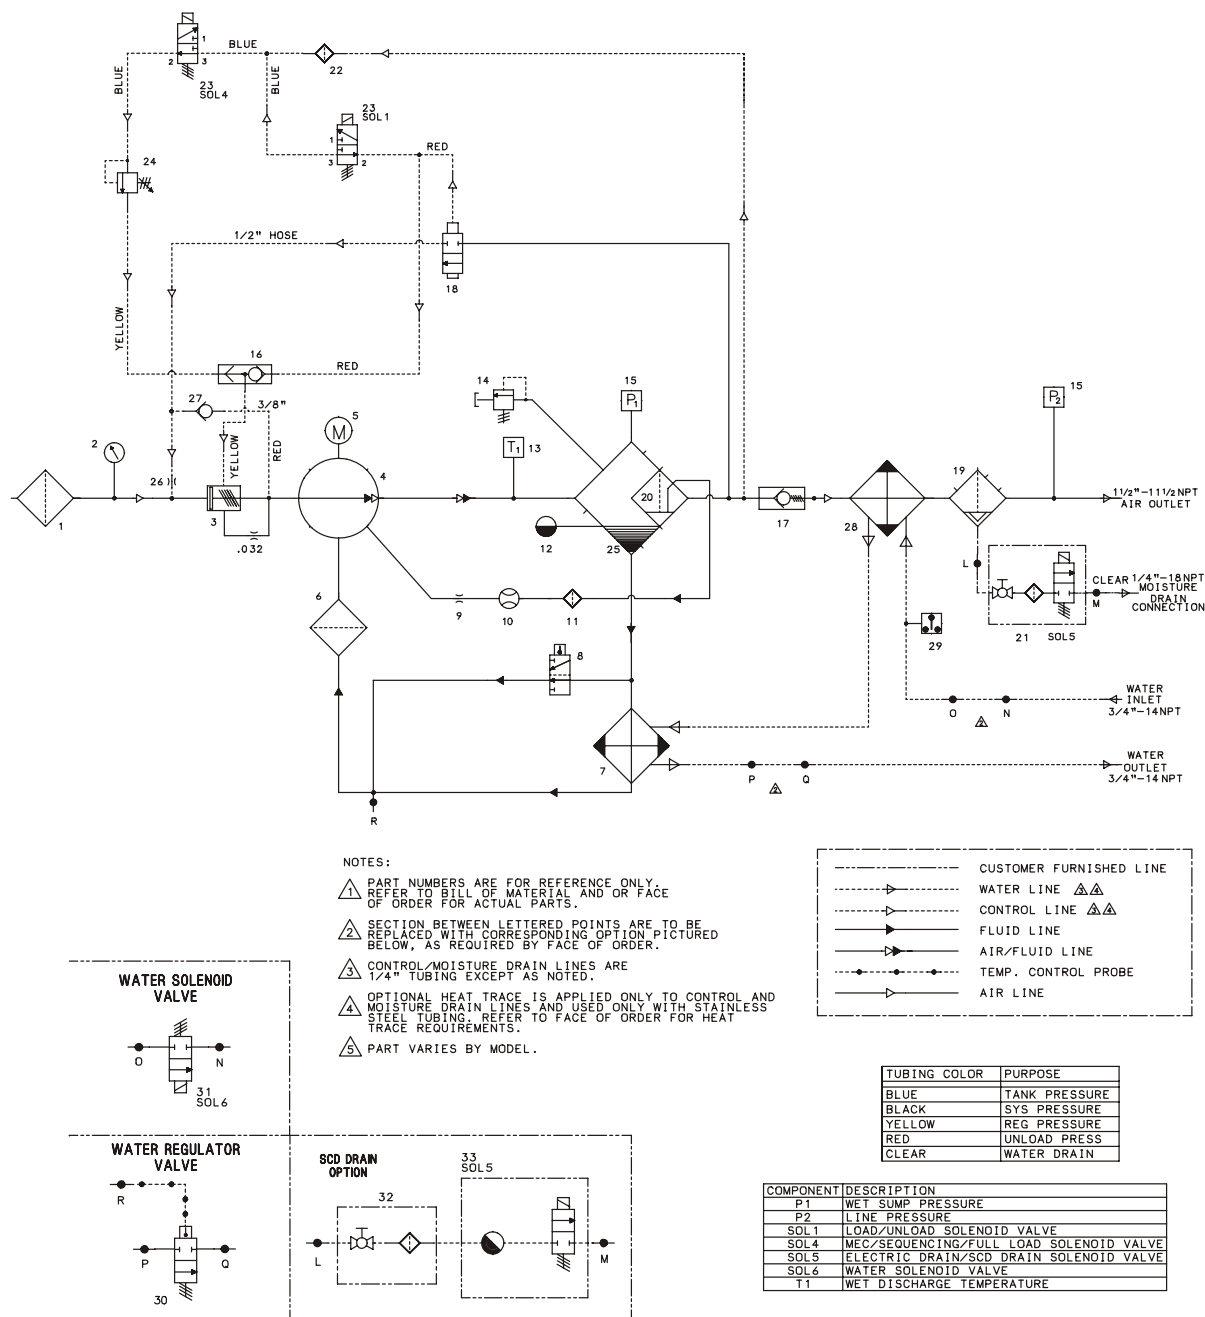 BLUE
1
2
3
23
SOL4
22
BLUE
BLUE
23
SOL1
1
3
2
RED
24
1/2" HOSE
18
YELLOW
16
RED
27
3/8"
YELLOW
RED
14
15
P1
15
P2
5
M
2
T1
13
4
20
19
26
1
3
.032
12
25
17
28
1 1/2"-11 1/2 NPT
AIR OUTLET
L
CLEAR
1/4"-18NPT
MOISTURE
DRAIN
CONNECTION
M
21
SOL5
6
9
10
11
29
8
WATER
INLET
3/4"-14NPT
O
N
2
7
P
Q
2
WATER
OUTLET
3/4"-14 NPT
R
NOTES:
1 PART NUMBERS ARE FOR REFERENCE ONLY.
REFER TO BILL OF MATERIAL AND OR FACE
OF ORDER FOR ACTUAL PARTS.
2 SECTION BETWEEN LETTERED POINTS ARE TO BE
REPLACED WITH CORRESPONDING OPTION PICTURED
BELOW, AS REQUIRED BY FACE OF ORDER.
3 CONTROL/MOISTURE DRAIN LINES ARE
1/4" TUBING EXCEPT AS NOTED.
4 OPTIONAL HEAT TRACE IS APPLIED ONLY TO CONTROL AND
MOISTURE DRAIN LINES AND USED ONLY WITH STAINLESS
STEEL TUBING. REFER TO FACE OF ORDER FOR HEAT
TRACE REQUIREMENTS.
5 PART VARIES BY MODEL.
CUSTOMER FURNISHED LINE
WATER LINE 3 4
CONTROL LINE 3 4
FLUID LINE
AIR/FLUID LINE
TEMP. CONTROL PROBE
AIR LINE
WATER SOLENOID
VALVE
O
N
31
SOL6
TUBING COLOR PURPOSE
BLUE TANK PRESSURE
BLACK SYS PRESSURE
YELLOW REG PRESSURE
RED UNLOAD PRESS
CLEAR WATER DRAIN
WATER REGULATOR
VALVE
R
P
Q
30
SCD DRAIN
OPTION
32
33
SOL5
L
M
COMPONENT DESCRIPTION
P1 WET SUMP PRESSURE
P2 LINE PRESSURE
SOL1 LOAD/UNLOAD SOLENOID VALVE
SOL4 MEC/SEQUENCING/FULL LOAD SOLENOID VALVE
SOL5 ELECTRIC DRAIN/SCD DRAIN SOLENOID VALVE
SOL6 WATER SOLENOID VALVE
T1 WET DISCHARGE TEMPERATURE